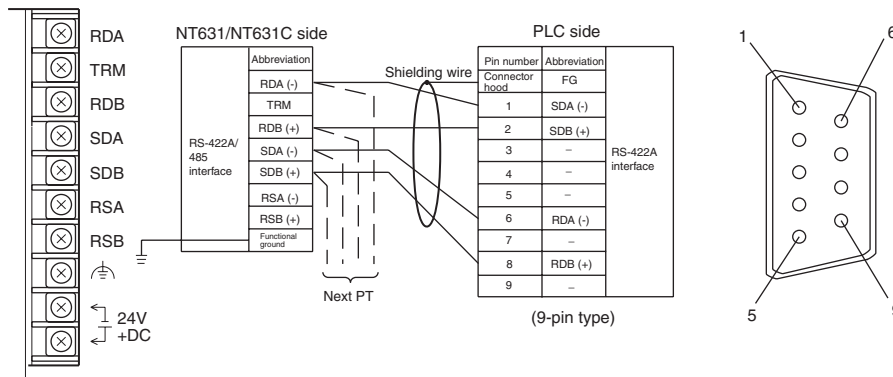 RDA
TRM
RDB
SDA
SDB
RSA
RSB
24V
+DC
NT631/NT631C side
Abbreviation
RDA (-)
TRM
RDB (+)
SDA (-)
SDB (+)
RSA (-)
RSB (+)
Functional
ground
RS-422A/
485
interface
Next PT
Shielding wire
PLC side
Pin number Abbreviation
Connector
hood FG
1 SDA (-)
2 SDB (+)
3 –
4 –
5 –
6 RDA (-)
7 –
8 RDB (+)
9 –
RS-422A
interface
(9-pin type)
1
6
5
9